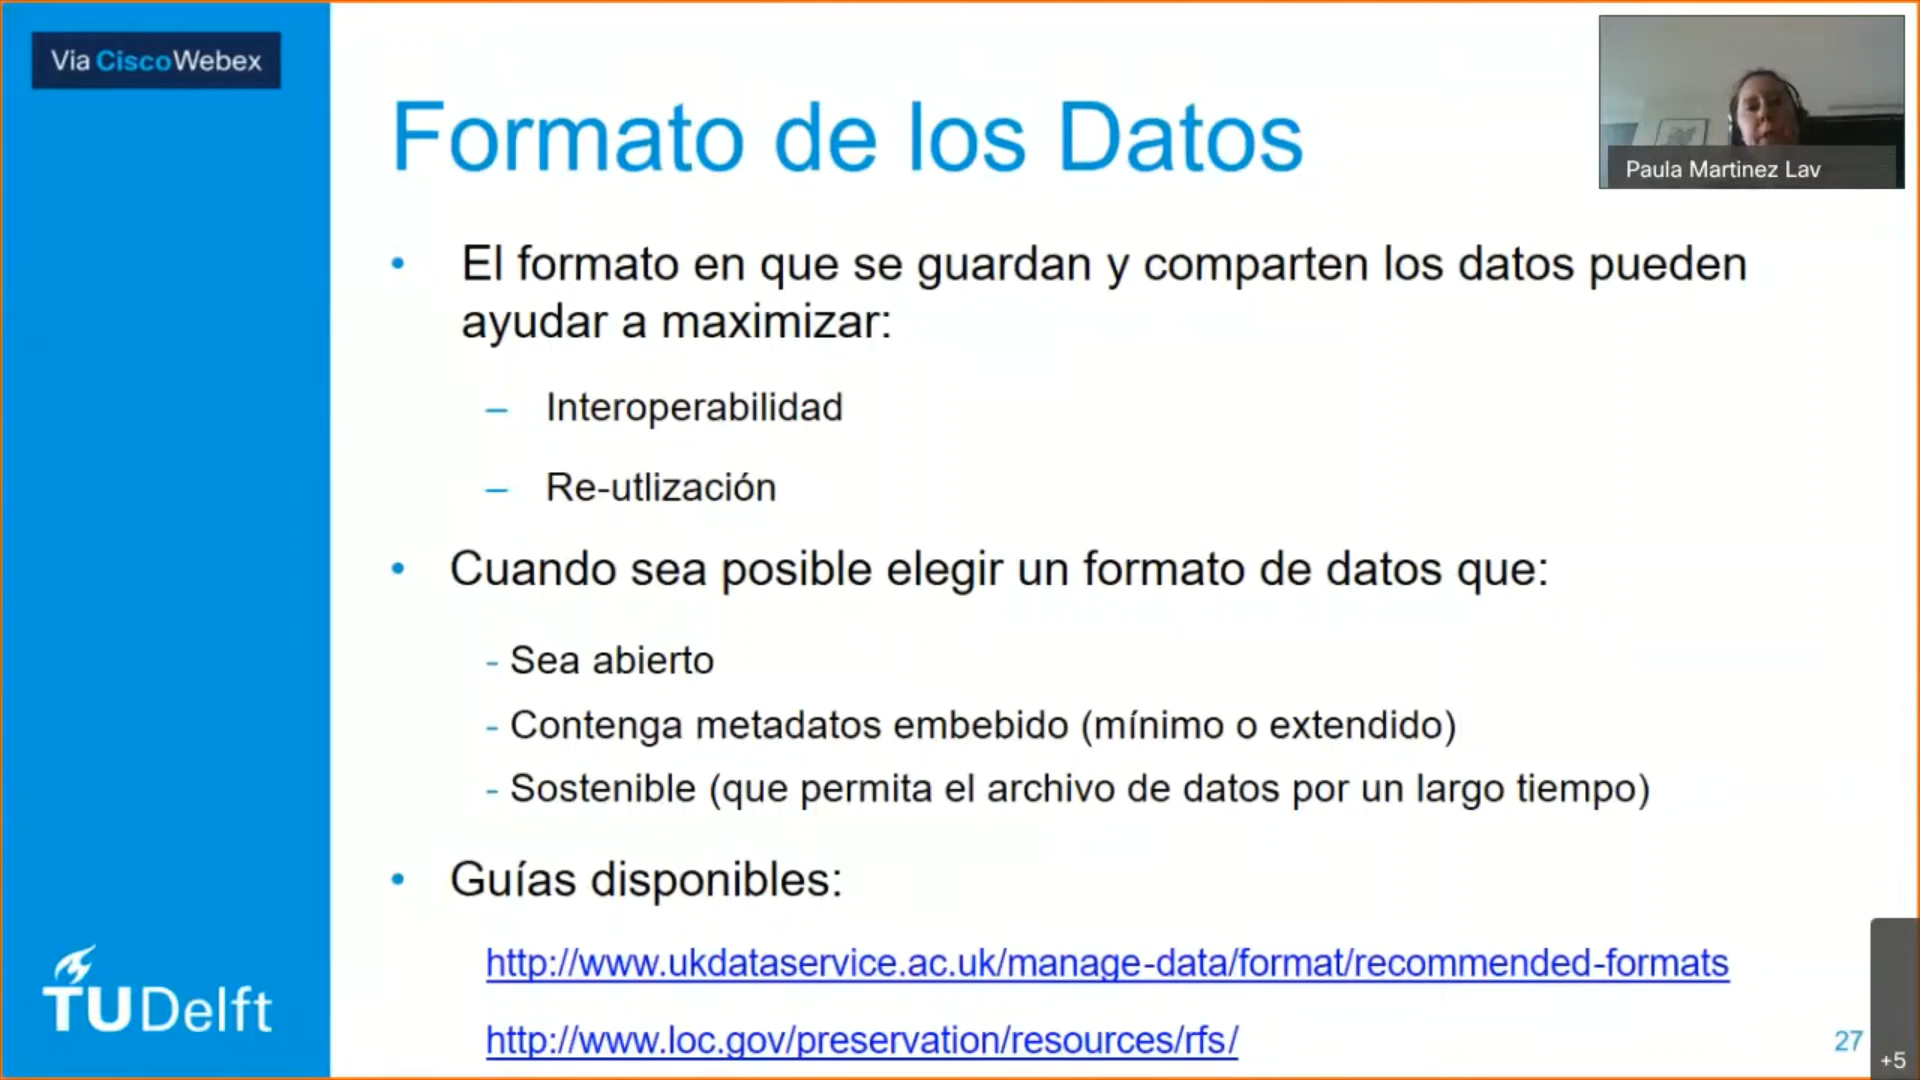 Via CiscoWebex
Formato de los Datos
Paula Martinez Lav
• El formato en que se guardan y comparten los datos pueden
ayudar a maximizar:
– Interoperabilidad
– Re-utlización
• Cuando sea posible elegir un formato de datos que:
- Sea abierto
- Contenga metadatos embebido (mínimo o extendido)
- Sostenible (que permita el archivo de datos por un largo tiempo)
• Guías disponibles:
http://www.ukdataservice.ac.uk/manage-data/format/recommended-formats
http://www.loc.gov/preservation/resources/rfs/
TUDelft
27
+5